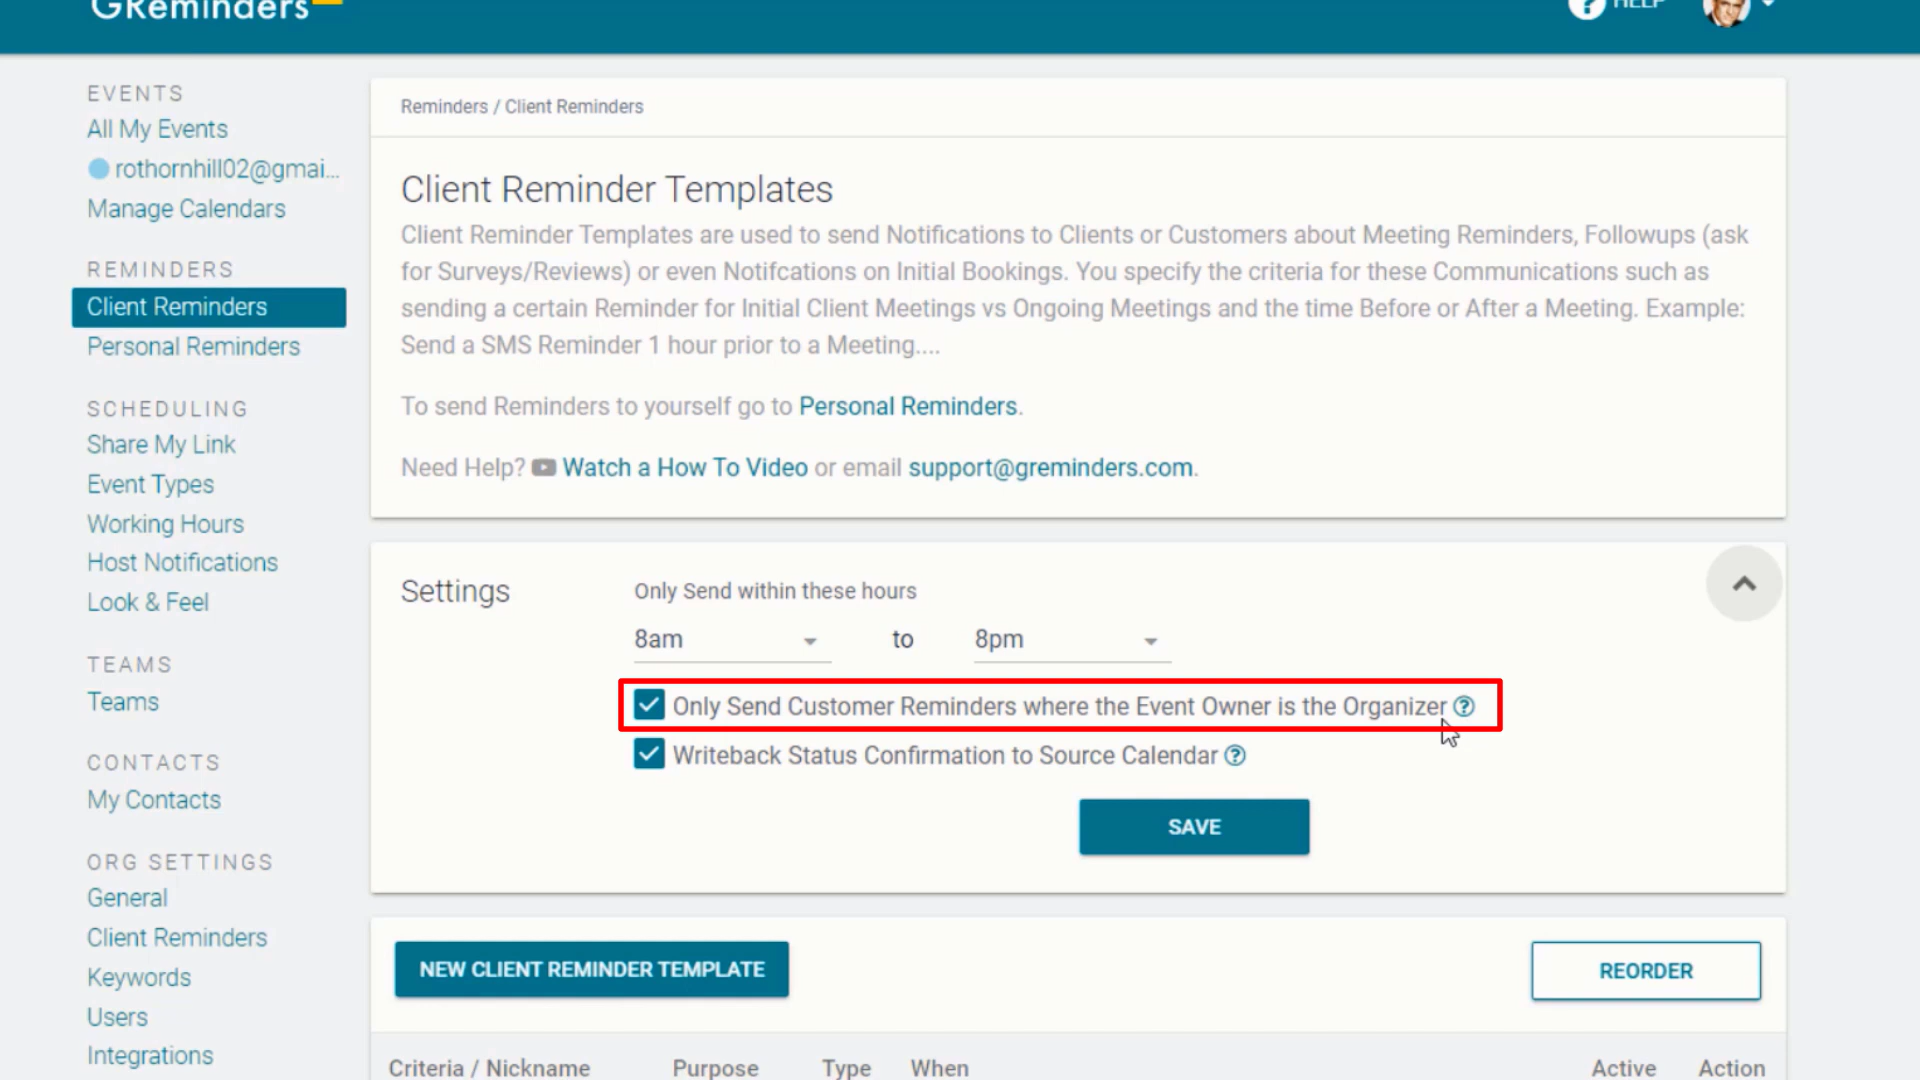 GReminders
HELP
EVENTS
All My Events
rothornhill02@gmai...
Manage Calendars
REMINDERS
Client Reminders
Personal Reminders
SCHEDULING
Share My Link
Event Types
Working Hours
Host Notifications
Look & Feel
TEAMS
Teams
CONTACTS
My Contacts
ORG SETTINGS
General
Client Reminders
Keywords
Users
Integrations
Reminders / Client Reminders
Client Reminder Templates
Client Reminder Templates are used to send Notifications to Clients or Customers about Meeting Reminders, Followups (ask
for Surveys/Reviews) or even Notifcations on Initial Bookings. You specify the criteria for these Communications such as
sending a certain Reminder for Initial Client Meetings vs Ongoing Meetings and the time Before or After a Meeting. Example:
Send a SMS Reminder 1 hour prior to a Meeting....
To send Reminders to yourself go to Personal Reminders.
Need Help? Watch a How To Video or email support@greminders.com.
Settings
Only Send within these hours
8am to 8pm
Only Send Customer Reminders where the Event Owner is the Organizer ?
Writeback Status Confirmation to Source Calendar ?
SAVE
NEW CLIENT REMINDER TEMPLATE
REORDER
Criteria / Nickname Purpose Type When Active Action